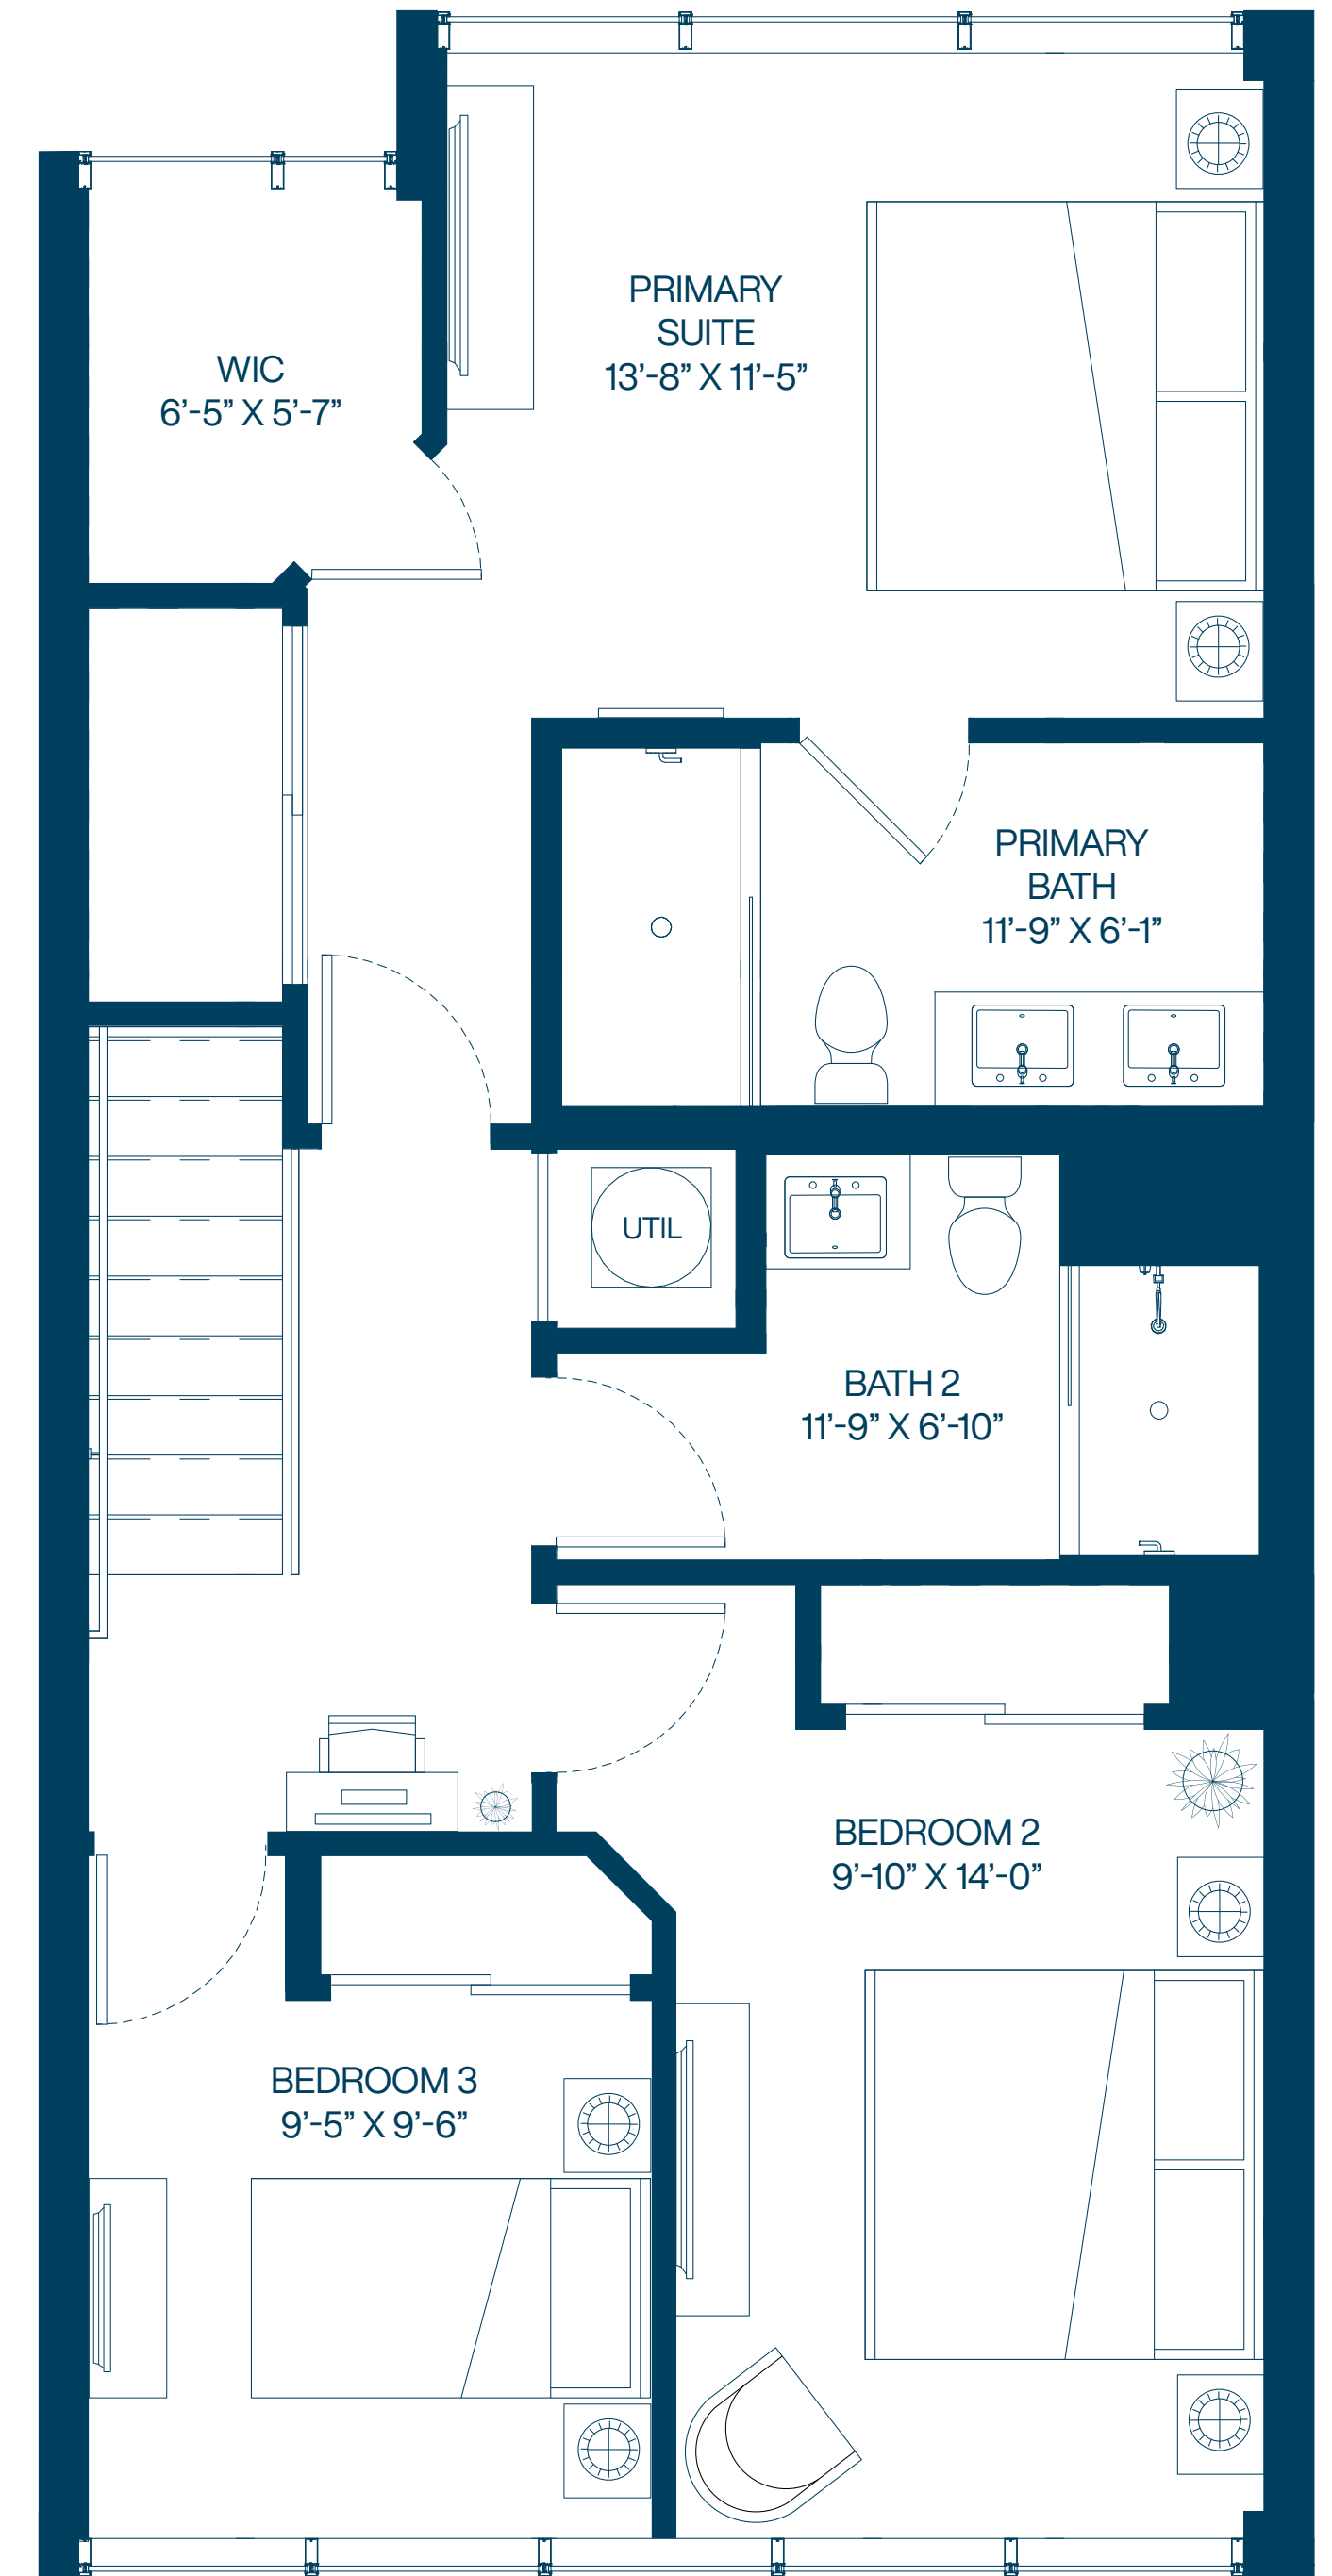 PRIMARY
SUITE
13’-8” X 11’-5”
WIC
6’-5” X 5’-7”
PRIMARY
BATH
11’-9” X 6’-1”
UTIL
BATH 2
11’-9” X 6’-10”
BEDROOM 2
9’-10” X 14’-0”
BEDROOM 3
9’-5” X 9’-6”